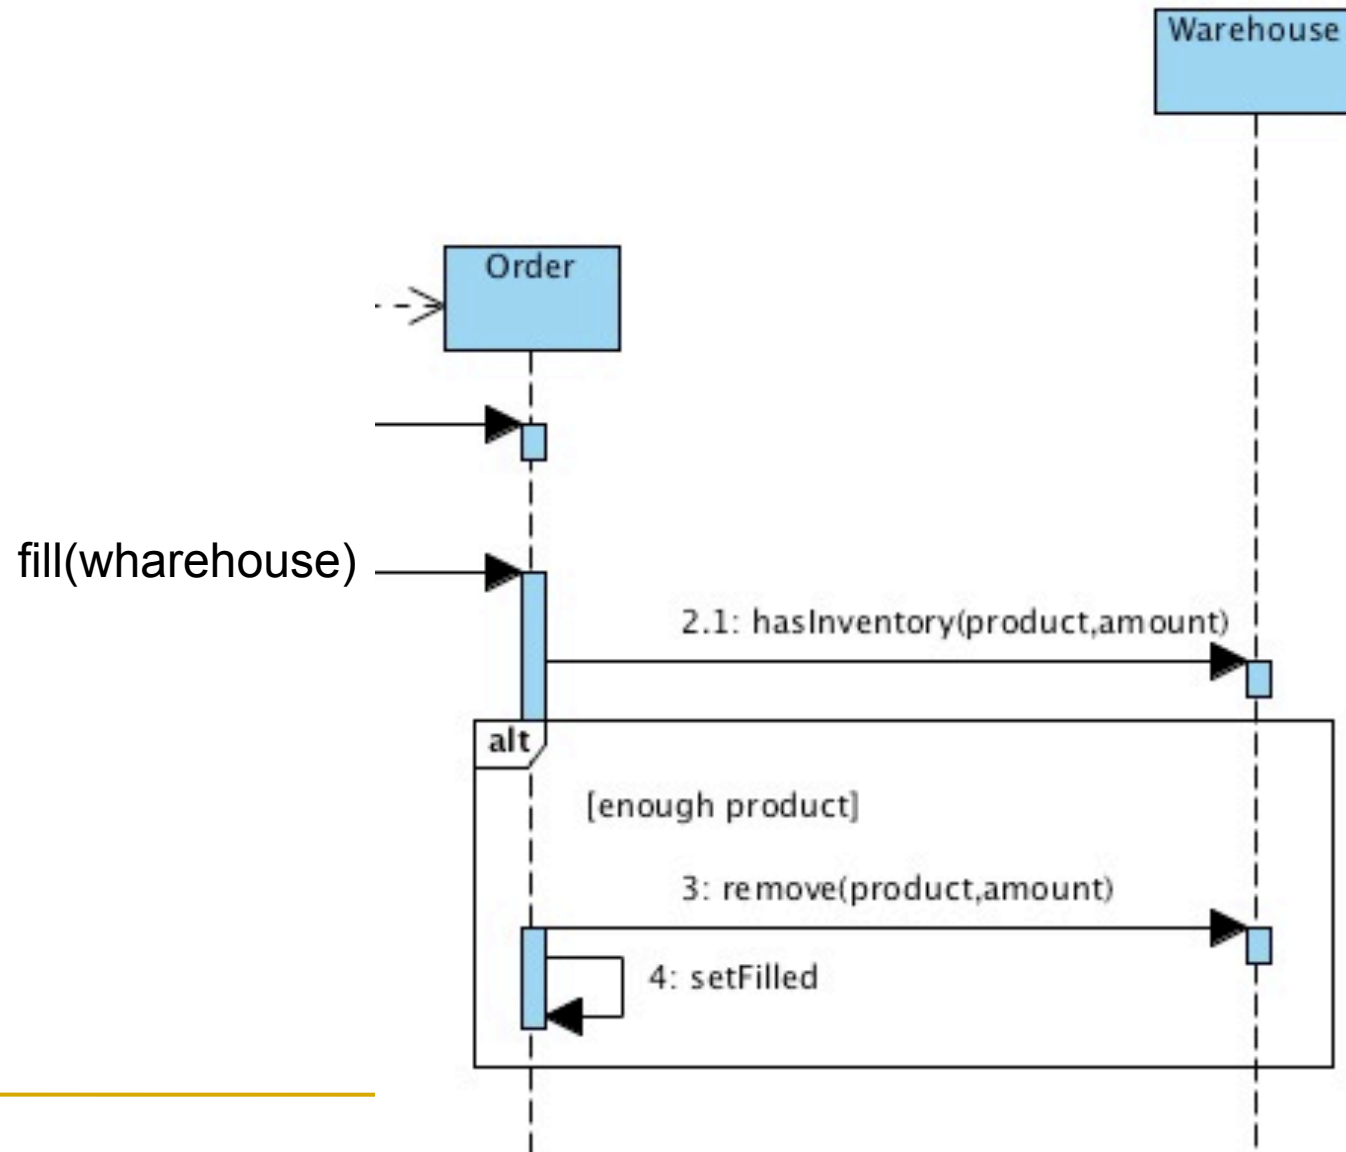 Warehouse
Order
fill(wharehouse)
2.1: hasInventory(product,amount)
alt
[enough product]
3: remove(product,amount)
4: setFilled